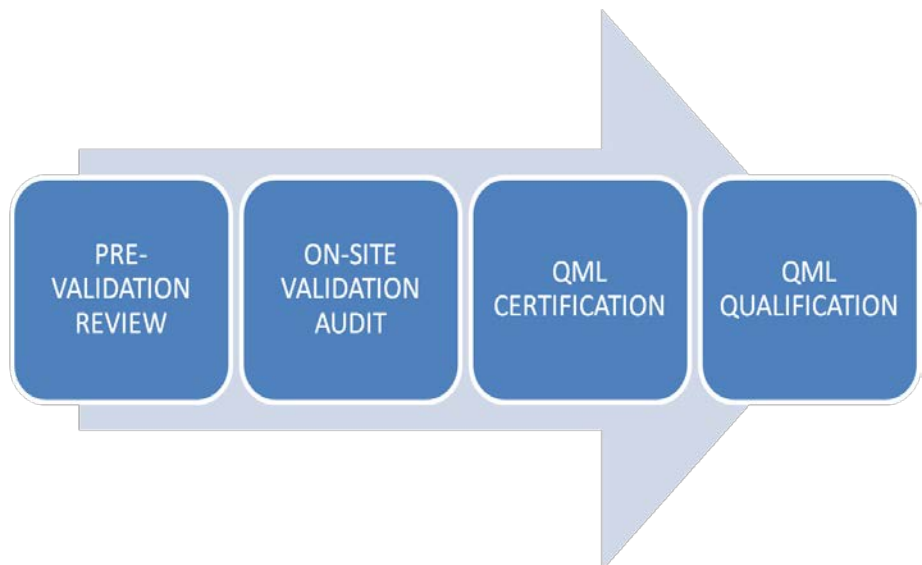 PRE-
VALIDATION
REVIEW
ON-SITE
VALIDATION
AUDIT
QML
CERTIFICATION
QML
QUALIFICATION